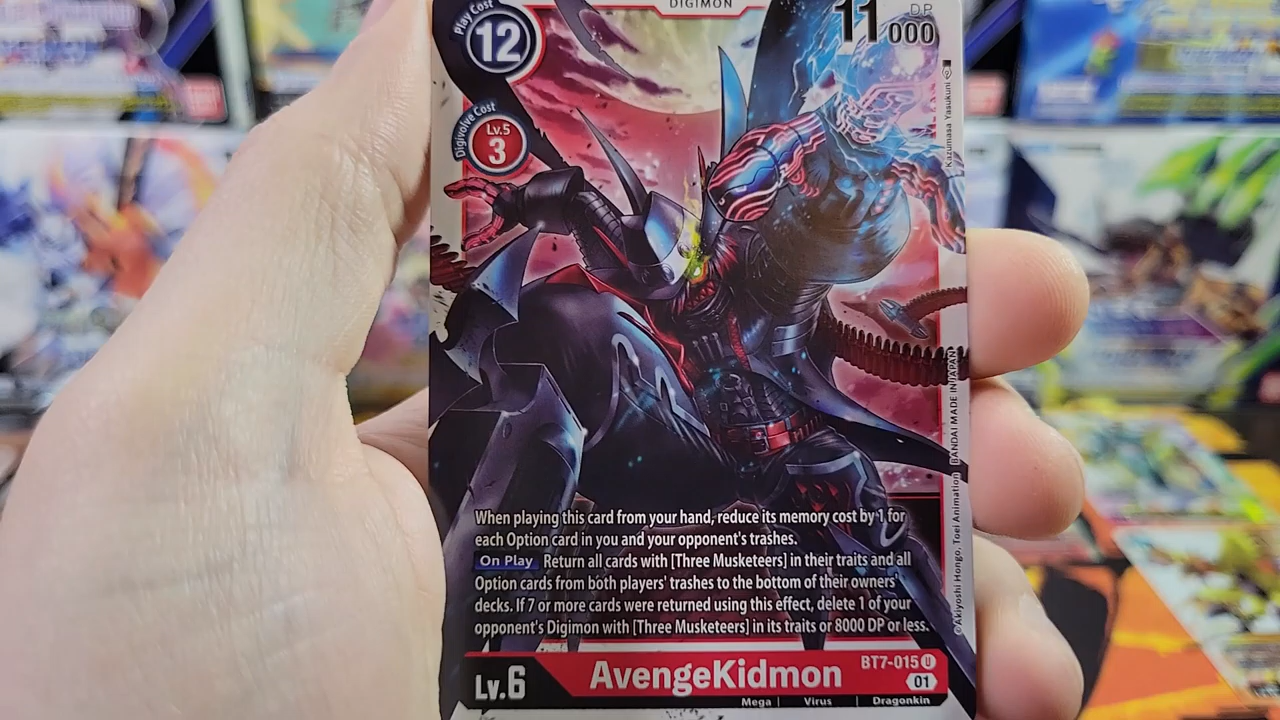 DIGIMON
Play Cost
12
11000
DP
Digivolve Cost
Lv.5
3
Kazumasa Yasukuni
When playing this card from your hand, reduce its memory cost by 1 for
each Option card in you and your opponent's trashes.
On Play Return all cards with [Three Musketeers] in their traits and all
Option cards from both players' trashes to the bottom of their owners'
decks. If 7 or more cards were returned using this effect, delete 1 of your
opponent's Digimon with [Three Musketeers] in its traits or 8000 DP or less.
©Akiyoshi Hongo, Toei Animation BANDAI MADE IN JAPAN
Lv.6
AvengeKidmon
BT7-015 U
01
Mega | Virus | Dragonkin